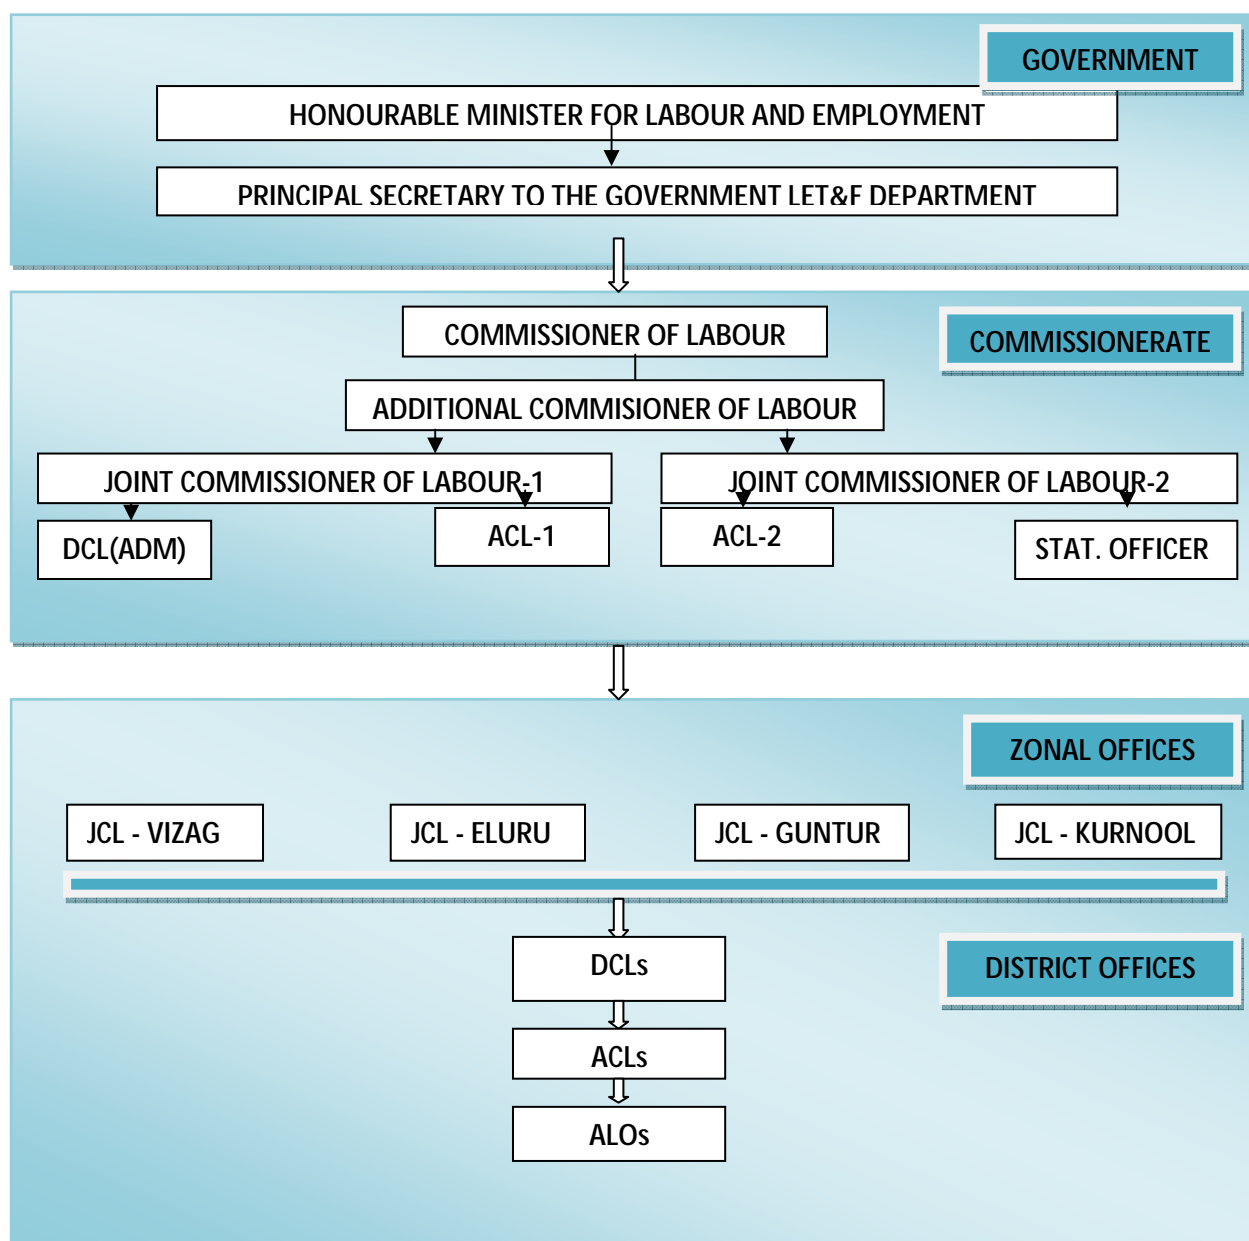 GOVERNMENT
HONOURABLE MINISTER FOR LABOUR AND EMPLOYMENT
PRINCIPAL SECRETARY TO THE GOVERNMENT LET&F DEPARTMENT
COMMISSIONERATE
COMMISSIONER OF LABOUR
ADDITIONAL COMMISIONER OF LABOUR
JOINT COMMISSIONER OF LABOUR-1
JOINT COMMISSIONER OF LABOUR-2
DCL(ADM)
ACL-1
ACL-2
STAT. OFFICER
ZONAL OFFICES
JCL - VIZAG
JCL - ELURU
JCL - GUNTUR
JCL - KURNOOL
DISTRICT OFFICES
DCLs
ACLs
ALOs